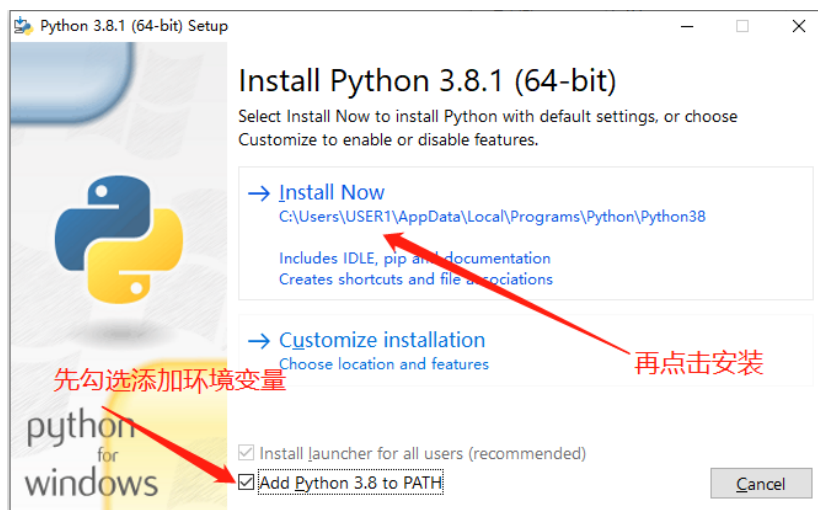 Python 3.8.1 (64-bit) Setup
Install Python 3.8.1 (64-bit)
Select Install Now to install Python with default settings, or choose
Customize to enable or disable features.
Install Now
C:\Users\USER1\AppData\Local\Programs\Python\Python38
Includes IDLE, pip and documentation
Creates shortcuts and file associations
Customize installation
Choose location and features
再点击安装
先勾选添加环境变量
python
for
windows
Install launcher for all users (recommended)
Add Python 3.8 to PATH
Cancel